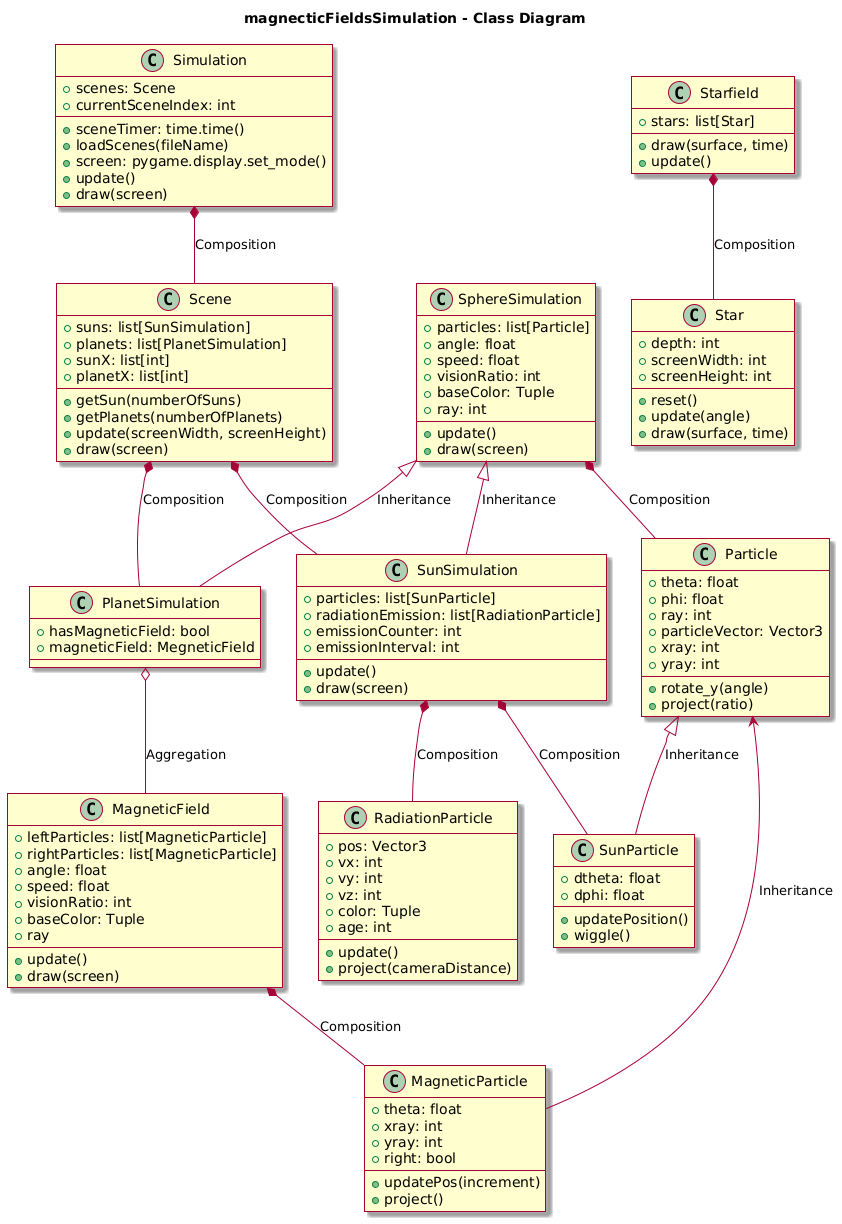 magnecticFieldsSimulation - Class Diagram
C Simulation
scenes: Scene
currentSceneIndex: int
sceneTimer: time.time()
loadScenes(fileName)
screen: pygame.display.set_mode()
update()
draw(screen)
C Starfield
stars: list[Star]
draw(surface, time)
update()
Composition
Composition
C Scene
suns: list[SunSimulation]
planets: list[PlanetSimulation]
sunX: list[int]
planetX: list[int]
getSun(numberOfSuns)
getPlanets(numberOfPlanets)
update(screenWidth, screenHeight)
draw(screen)
C SphereSimulation
particles: list[Particle]
angle: float
speed: float
visionRatio: int
baseColor: Tuple
ray: int
update()
draw(screen)
C Star
depth: int
screenWidth: int
screenHeight: int
reset()
update(angle)
draw(surface, time)
Composition
Composition
Inheritance
Inheritance
Composition
C PlanetSimulation
hasMagneticField: bool
magneticField: MegneticField
C SunSimulation
particles: list[SunParticle]
radiationEmission: list[RadiationParticle]
emissionCounter: int
emissionInterval: int
update()
draw(screen)
C Particle
theta: float
phi: float
ray: int
particleVector: Vector3
xray: int
yray: int
rotate_y(angle)
project(ratio)
Aggregation
Composition
Composition
Inheritance
C MagneticField
leftParticles: list[MagneticParticle]
rightParticles: list[MagneticParticle]
angle: float
speed: float
visionRatio: int
baseColor: Tuple
ray
update()
draw(screen)
C RadiationParticle
pos: Vector3
vx: int
vy: int
vz: int
color: Tuple
age: int
update()
project(cameraDistance)
C SunParticle
dtheta: float
dphi: float
updatePosition()
wiggle()
Inheritance
Composition
C MagneticParticle
theta: float
xray: int
yray: int
right: bool
updatePos(increment)
project()